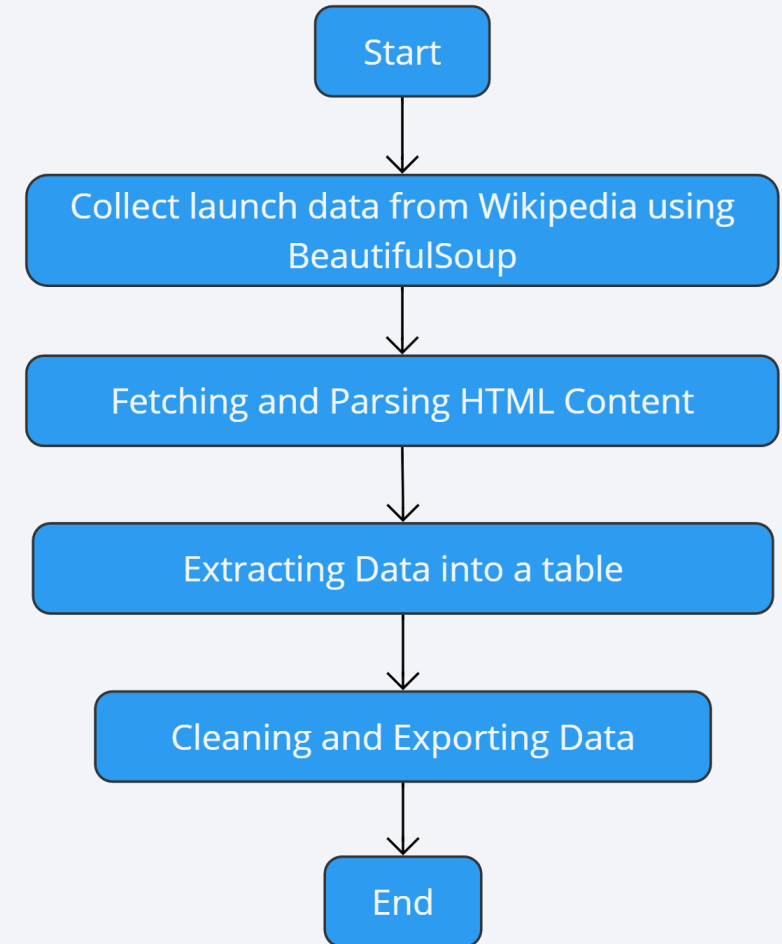 Start
Collect launch data from Wikipedia using
BeautifulSoup
Fetching and Parsing HTML Content
Extracting Data into a table
Cleaning and Exporting Data
End